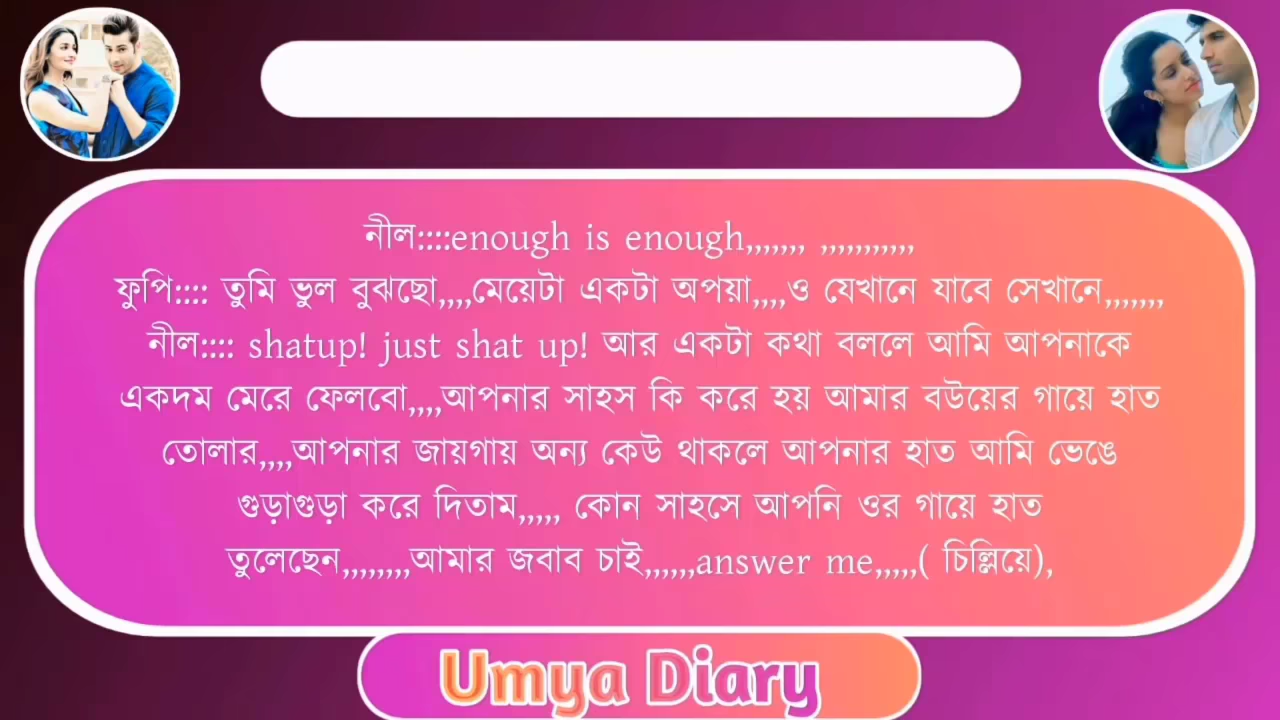 নীল::::enough is enough,,,,,,, ,,,,,,,,,,,
ফুপি:::: তুমি ভুল বুঝছো,,,,মেয়েটা একটা অপয়া,,,,ও যেখানে যাবে সেখানে,,,,,,,
নীল:::: shatup! just shat up! আর একটা কথা বললে আমি আপনাকে
একদম মেরে ফেলবো,,,,আপনার সাহস কি করে হয় আমার বউয়ের গায়ে হাত
তোলার,,,,আপনার জায়গায় অন্য কেউ থাকলে আপনার হাত আমি ভেঙে
গুড়াগুড়া করে দিতাম,,,,, কোন সাহসে আপনি ওর গায়ে হাত
তুলেছেন,,,,,,,,আমার জবাব চাই,,,,,,answer me,,,,,( চিল্লিয়ে),
Umya Diary